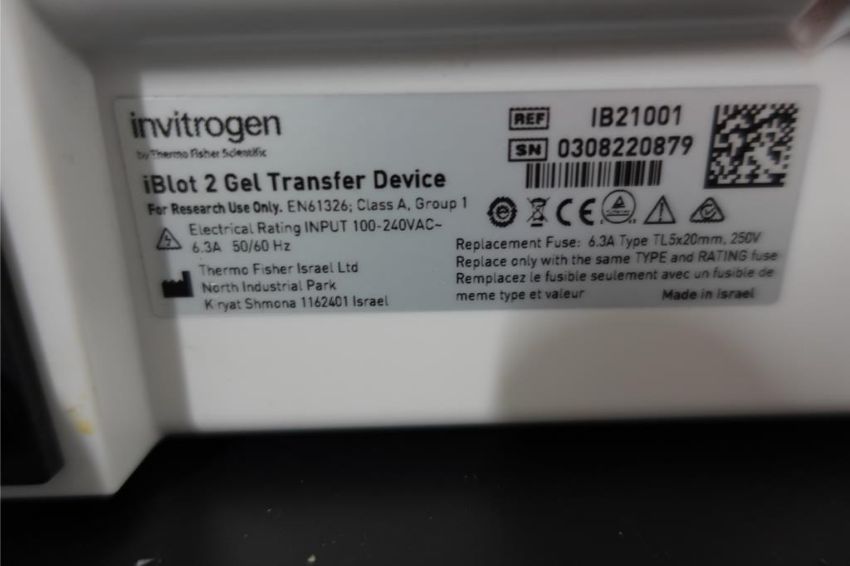 invitrogen
by Thermo Fisher Scientific
iBlot 2 Gel Transfer Device
For Research Use Only. EN61326; Class A, Group 1
Electrical Rating INPUT 100-240VAC~
6.3A 50/60 Hz
Thermo Fisher Israel Ltd
North Industrial Park
Kiryat Shmona 1162401 Israel
REF IB21001
SN 0308220879
CE
Replacement Fuse: 6.3A Type TL5x20mm, 250V
Replace only with the same TYPE and RATING fuse
Remplacez le fusible seulement avec un fusible de
meme type et valeur
Made in Israel